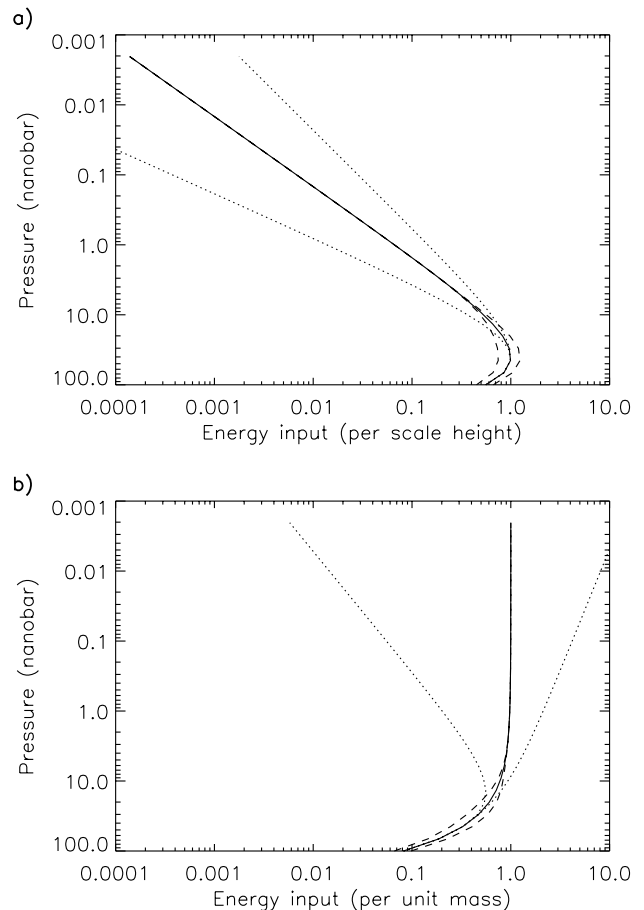 a)
0.001
0.01
0.1
1.0
10.0
100.0
Pressure (nanobar)
0.0001 0.001 0.01 0.1 1.0 10.0
Energy input (per scale height)
b)
0.001
0.01
0.1
1.0
10.0
100.0
Pressure (nanobar)
0.0001 0.001 0.01 0.1 1.0 10.0
Energy input (per unit mass)